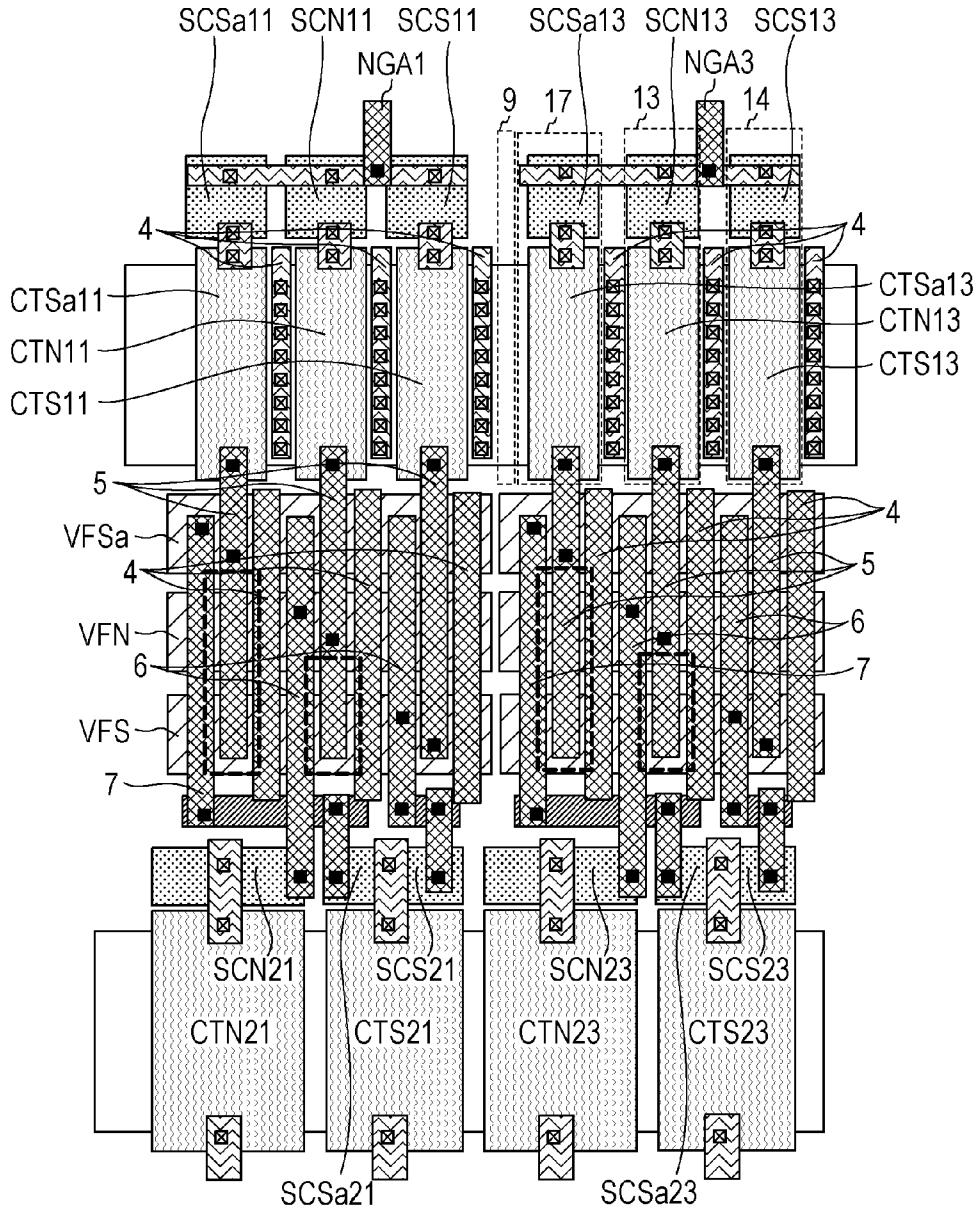 SCSa11 SCN11 SCS11 SCSa13 SCN13 SCS13
NGA1 NGA3
9 17 13 14
4 4
CTSa11 CTSa13
CTN11 CTN13
CTS11 CTS13
5
VFSa 4
4 5
VFN 6
6 7
VFS
7
SCN21 SCS21 SCN23 SCS23
CTN21 CTS21 CTN23 CTS23
SCSa21 SCSa23